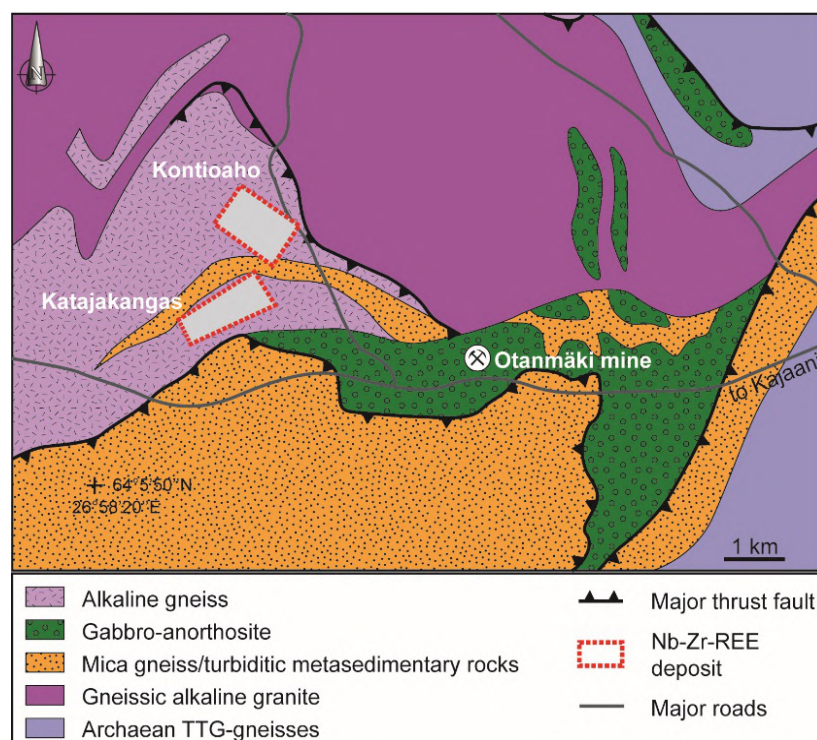 N
Kontioaho
Katajakangas
Otanmäki mine
to Kajaani
64°5'50''N
26°58'20''E
1 km
Alkaline gneiss
Gabbro-anorthosite
Mica gneiss/turbiditic metasedimentary rocks
Gneissic alkaline granite
Archaean TTG-gneisses
Major thrust fault
Nb-Zr-REE
deposit
Major roads